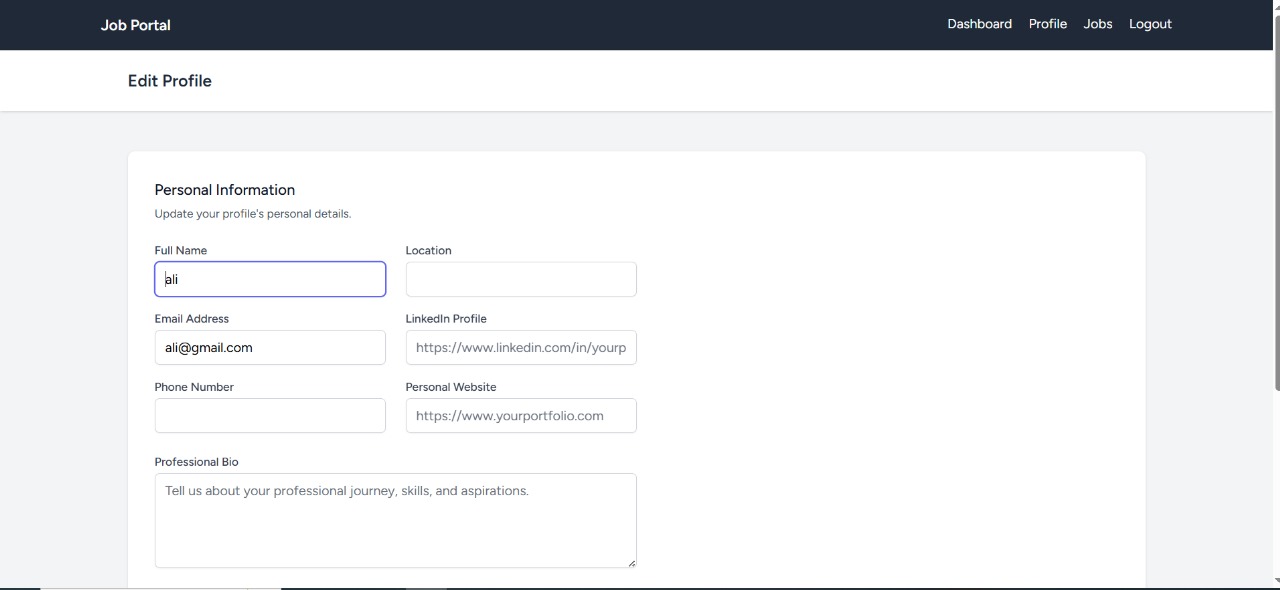 Job Portal
Dashboard Profile Jobs Logout
Edit Profile
Personal Information
Update your profile's personal details.
Full Name
Location
ali
Email Address
LinkedIn Profile
ali@gmail.com
https://www.linkedin.com/in/yourp
Phone Number
Personal Website
https://www.yourportfolio.com
Professional Bio
Tell us about your professional journey, skills, and aspirations.